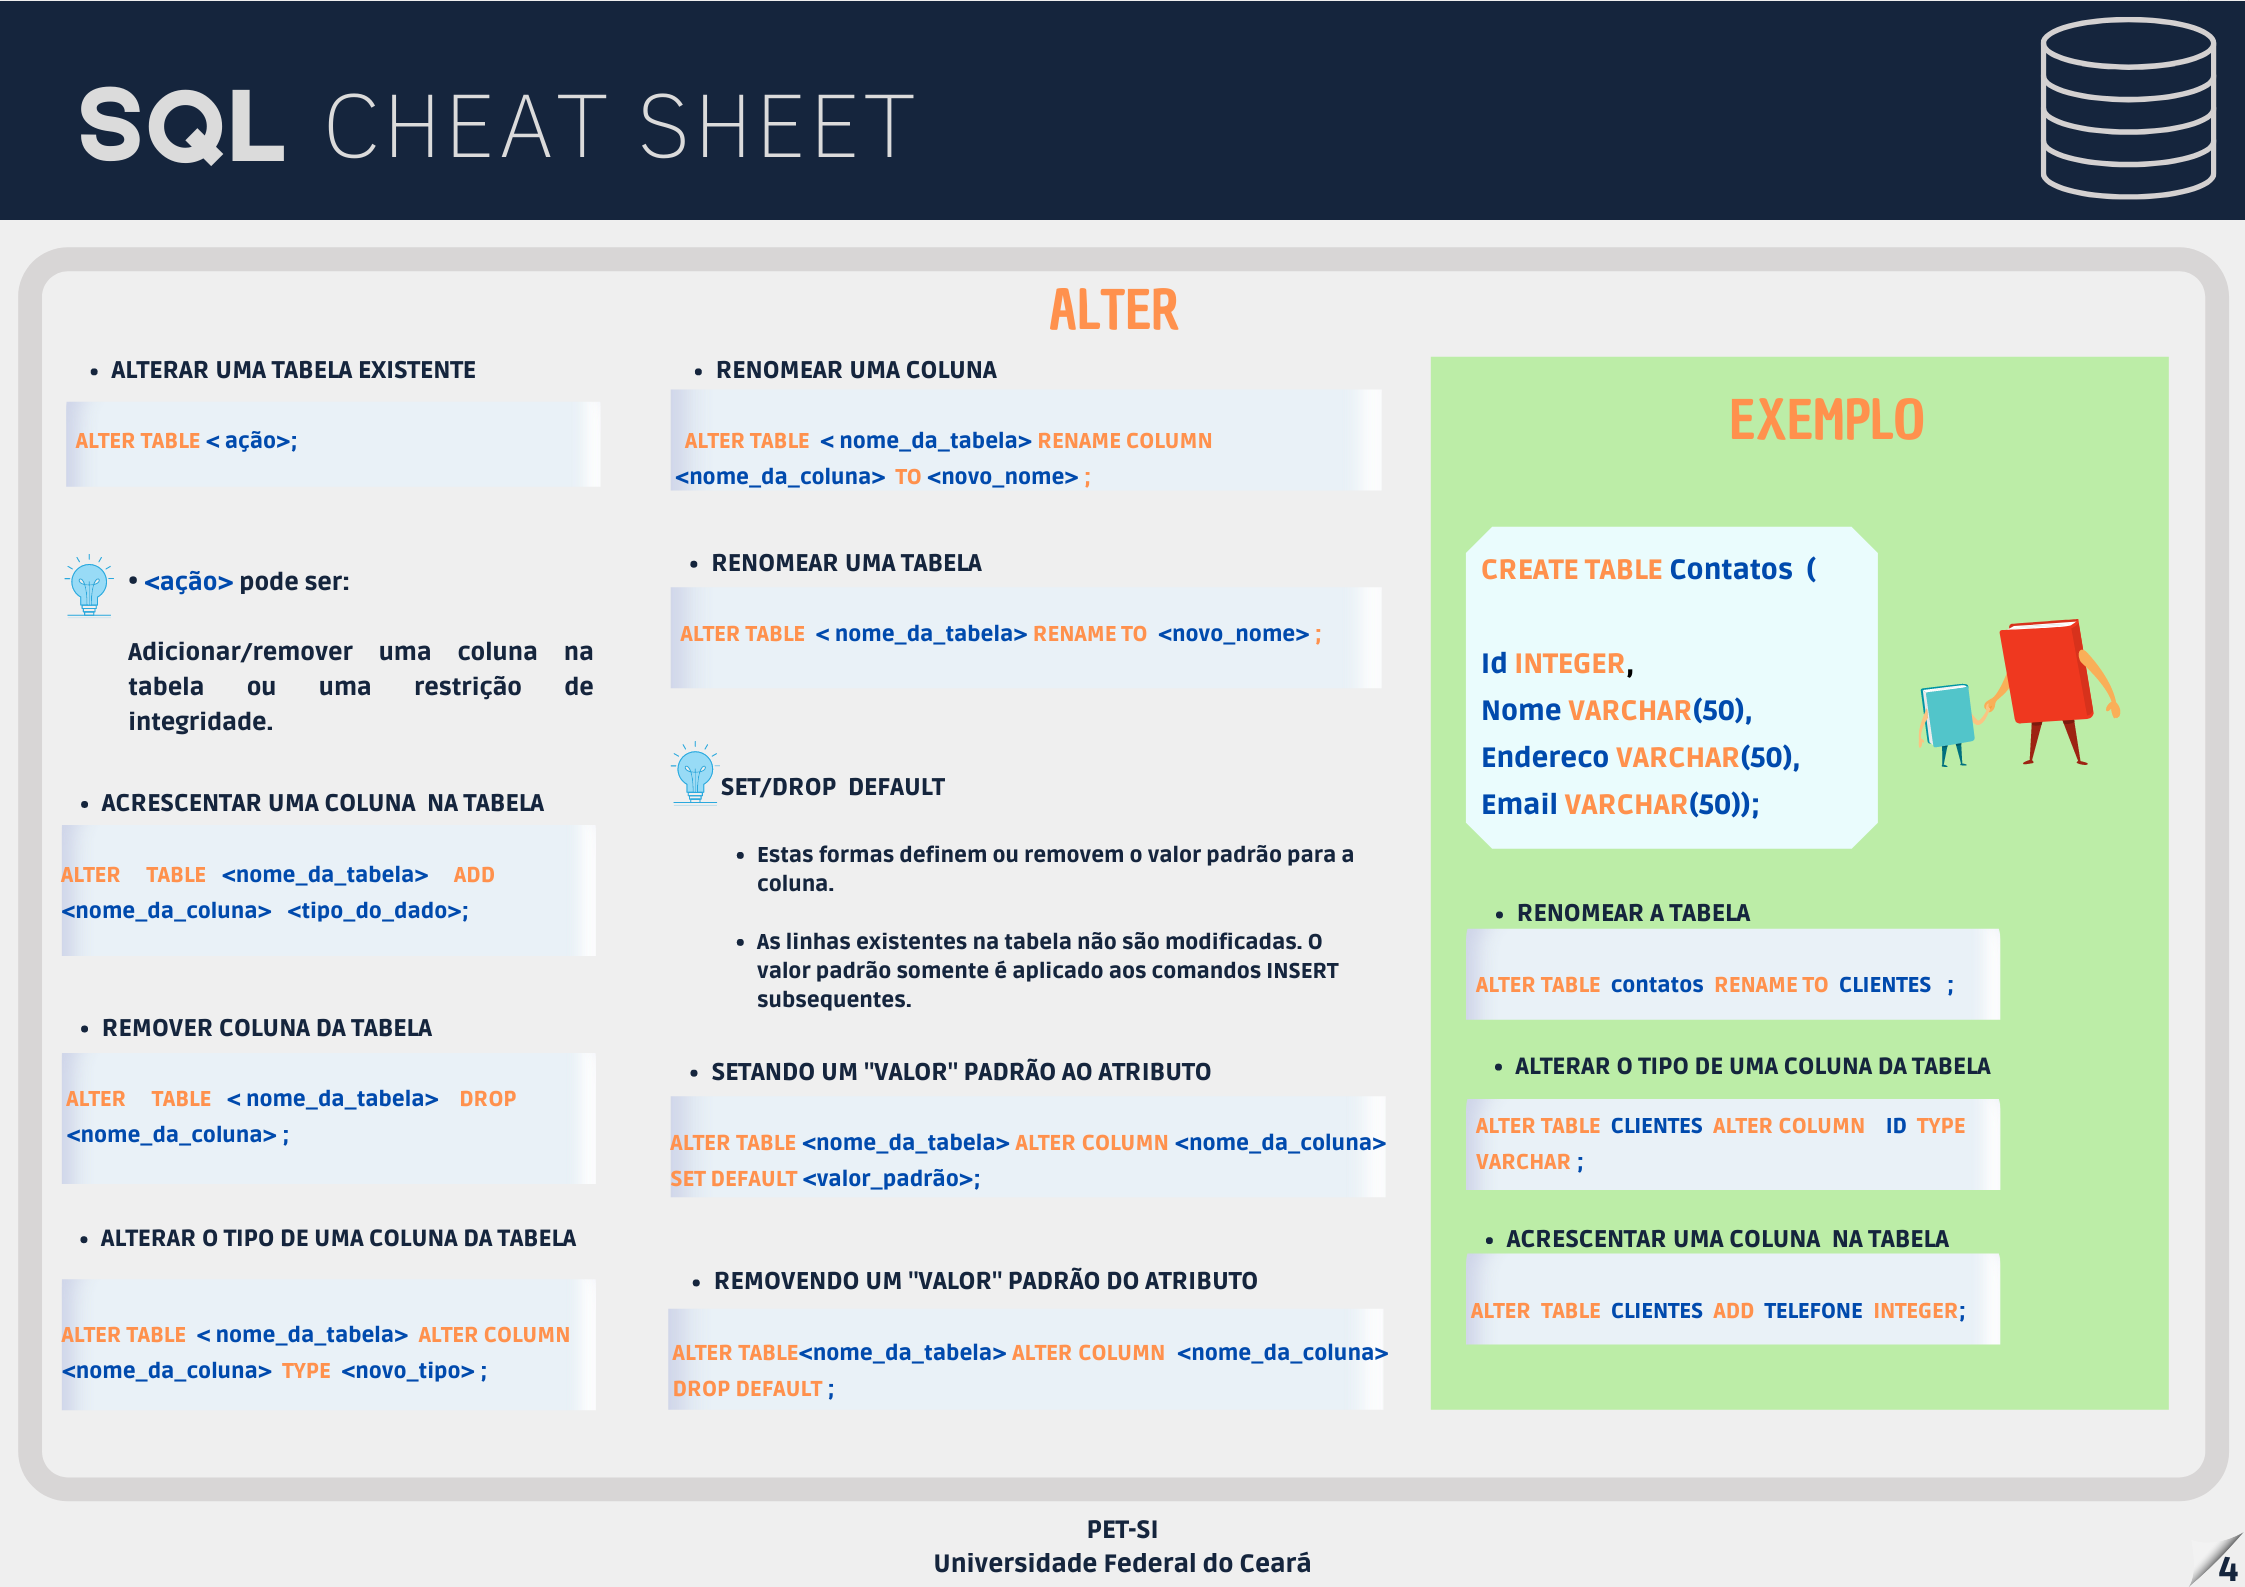 SQL CHEAT SHEET
ALTER
• ALTERAR UMA TABELA EXISTENTE
ALTER TABLE < ação>;
• <ação> pode ser:
Adicionar/remover uma coluna na
tabela ou uma restrição de
integridade.
• ACRESCENTAR UMA COLUNA NA TABELA
ALTER TABLE <nome_da_tabela> ADD
<nome_da_coluna> <tipo_do_dado>;
• REMOVER COLUNA DA TABELA
ALTER TABLE < nome_da_tabela> DROP
<nome_da_coluna> ;
• ALTERAR O TIPO DE UMA COLUNA DA TABELA
ALTER TABLE < nome_da_tabela> ALTER COLUMN
<nome_da_coluna> TYPE <novo_tipo> ;
• RENOMEAR UMA COLUNA
ALTER TABLE < nome_da_tabela> RENAME COLUMN
<nome_da_coluna> TO <novo_nome> ;
• RENOMEAR UMA TABELA
ALTER TABLE < nome_da_tabela> RENAME TO <novo_nome> ;
SET/DROP DEFAULT
• Estas formas definem ou removem o valor padrão para a
coluna.
• As linhas existentes na tabela não são modificadas. O
valor padrão somente é aplicado aos comandos INSERT
subsequentes.
• SETANDO UM "VALOR" PADRÃO AO ATRIBUTO
ALTER TABLE <nome_da_tabela> ALTER COLUMN <nome_da_coluna>
SET DEFAULT <valor_padrão>;
• REMOVENDO UM "VALOR" PADRÃO DO ATRIBUTO
ALTER TABLE<nome_da_tabela> ALTER COLUMN <nome_da_coluna>
DROP DEFAULT ;
EXEMPLO
CREATE TABLE Contatos (
Id INTEGER,
Nome VARCHAR(50),
Endereco VARCHAR(50),
Email VARCHAR(50));
• RENOMEAR A TABELA
ALTER TABLE contatos RENAME TO CLIENTES ;
• ALTERAR O TIPO DE UMA COLUNA DA TABELA
ALTER TABLE CLIENTES ALTER COLUMN ID TYPE
VARCHAR ;
• ACRESCENTAR UMA COLUNA NA TABELA
ALTER TABLE CLIENTES ADD TELEFONE INTEGER;
PET-SI
Universidade Federal do Ceará
4